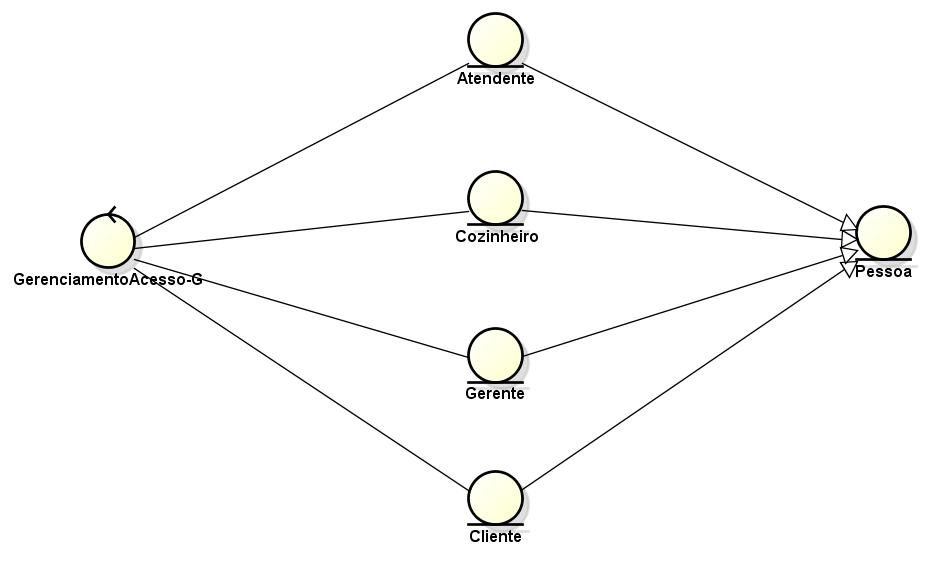 Atendente
Cozinheiro
GerenciamentoAcesso-G
Pessoa
Gerente
Cliente